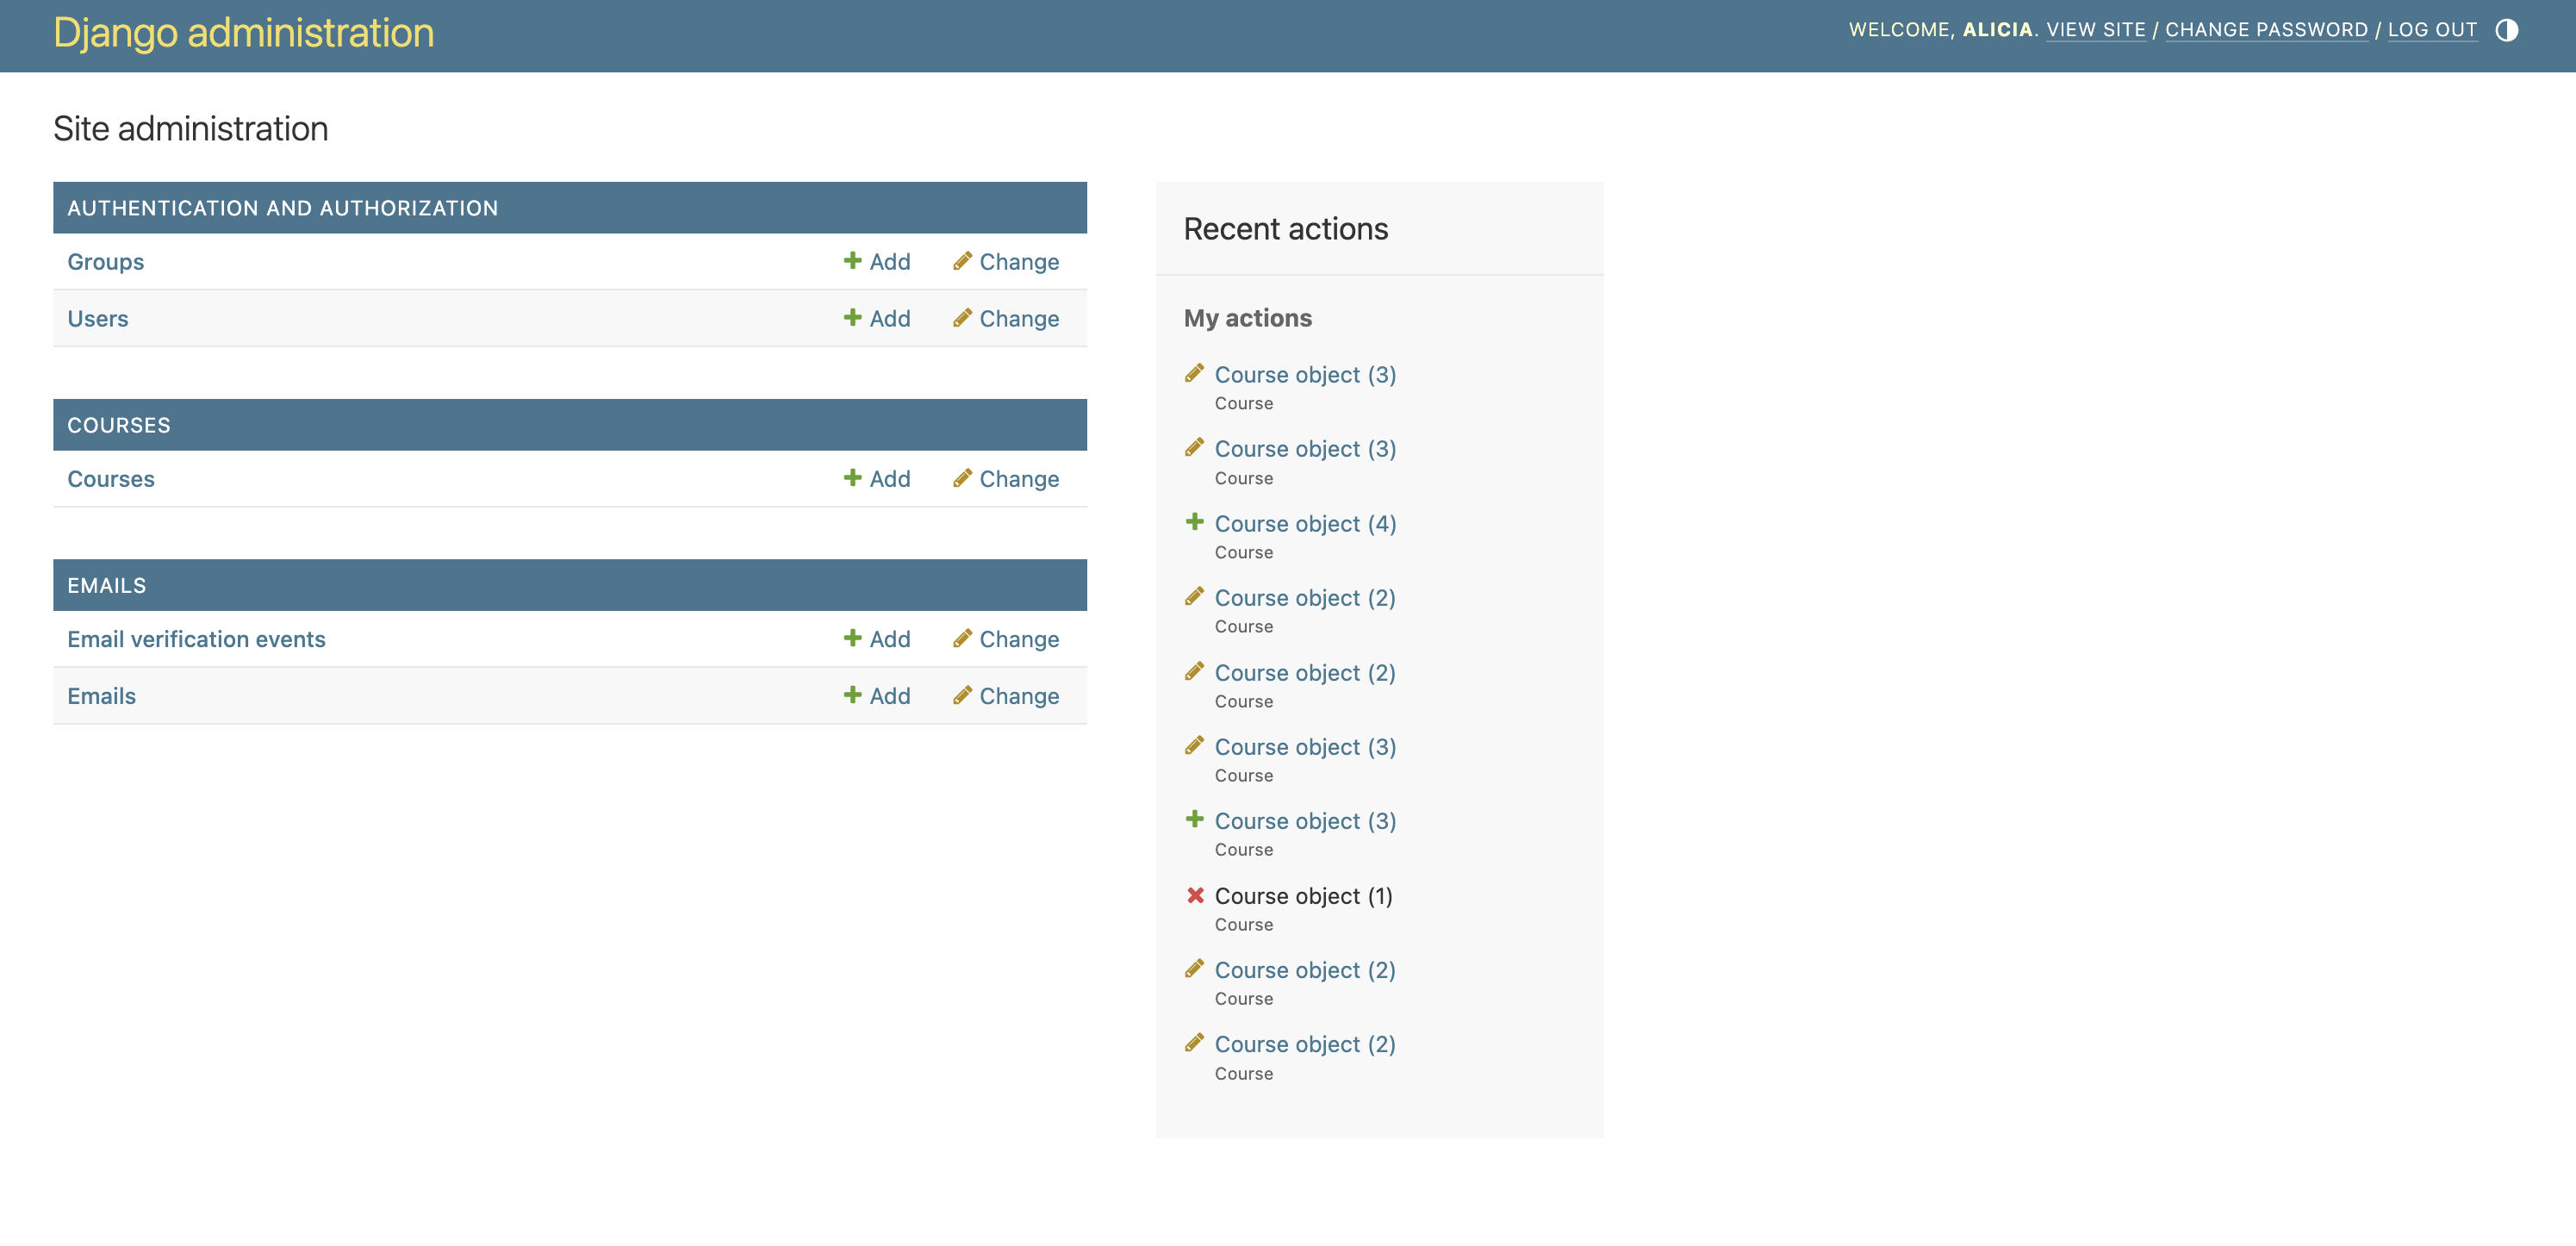 Django administration
WELCOME, ALICIA. VIEW SITE / CHANGE PASSWORD / LOG OUT
Site administration
AUTHENTICATION AND AUTHORIZATION
Groups Add Change
Users Add Change
COURSES
Courses Add Change
EMAILS
Email verification events Add Change
Emails Add Change
Recent actions
My actions
Course object (3)
Course
Course object (3)
Course
Course object (4)
Course
Course object (2)
Course
Course object (2)
Course
Course object (3)
Course
Course object (3)
Course
Course object (1)
Course
Course object (2)
Course
Course object (2)
Course